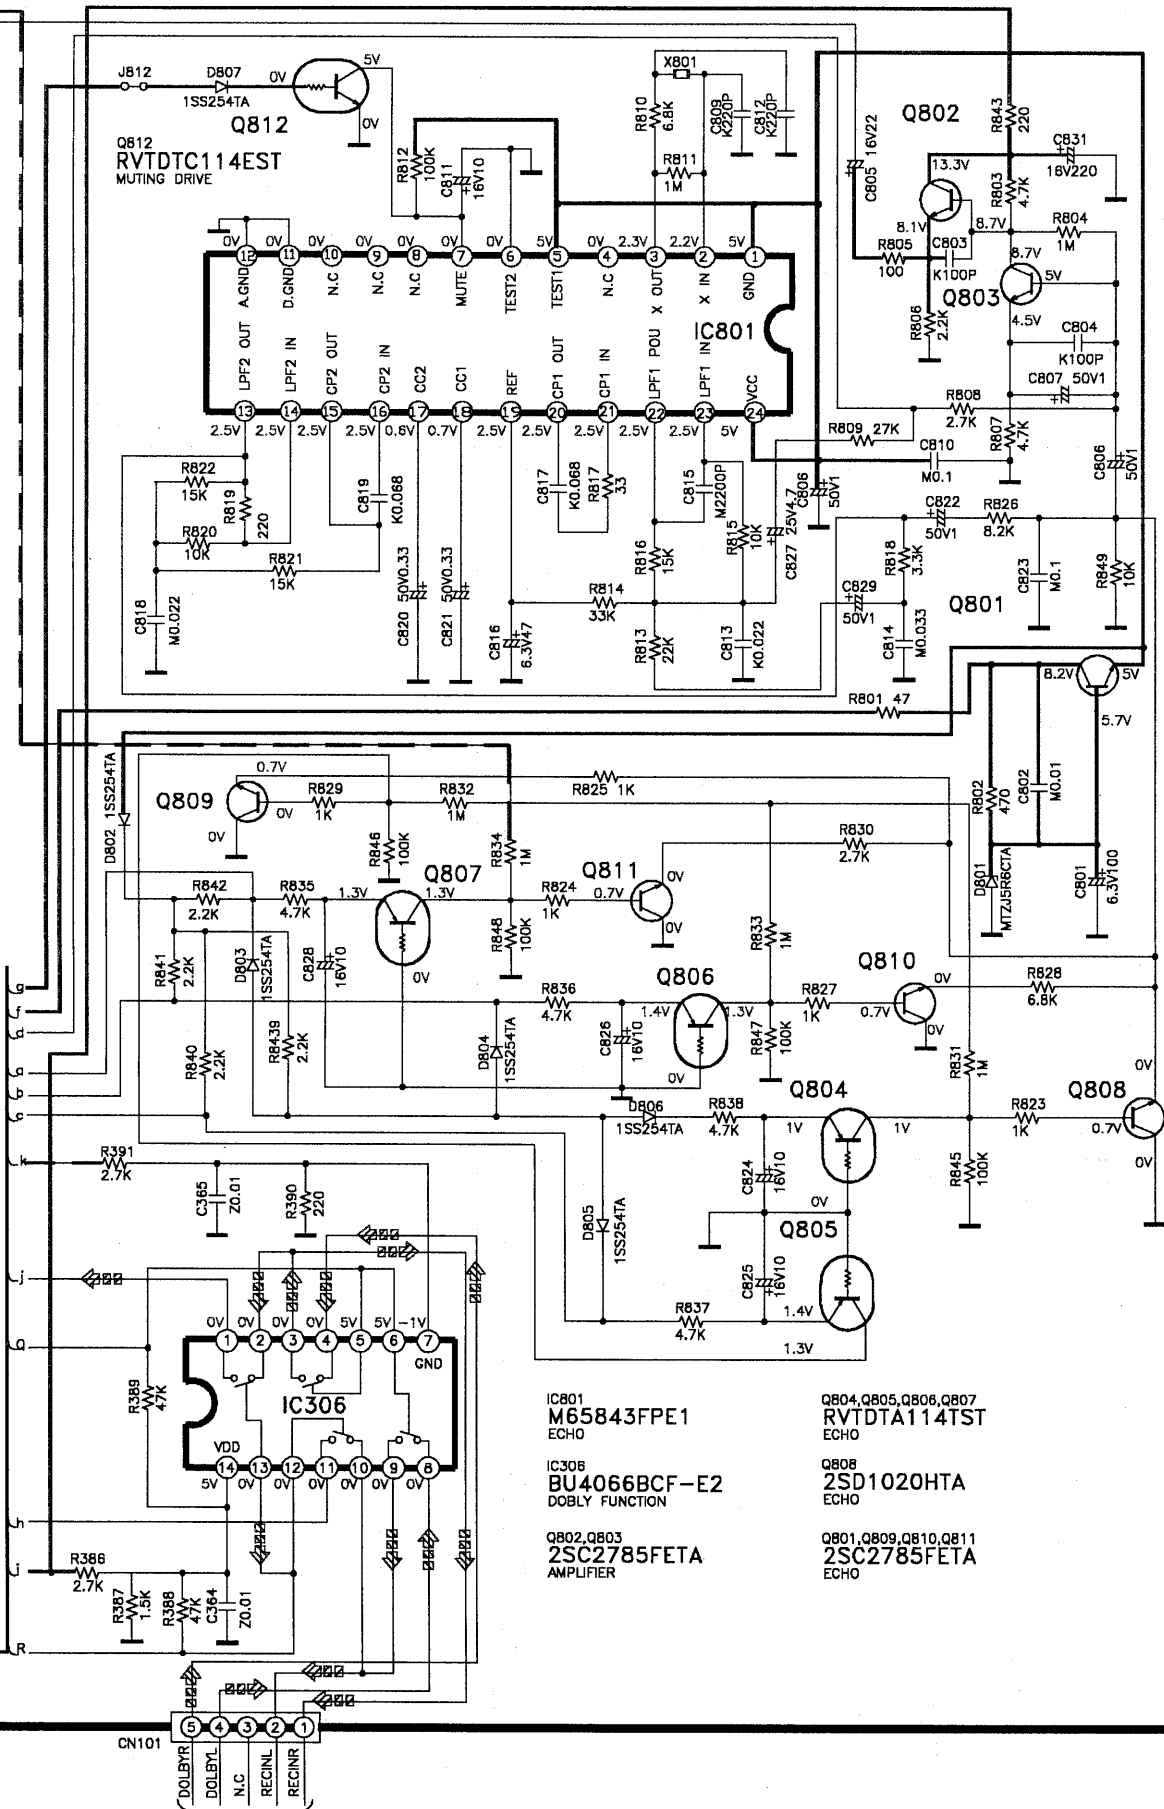 J812
D807
1SS254TA
0V
5V
0V
Q812
Q812
RVTDTC114EST
MUTING DRIVE
R812
100K
C811
16V10
R810
6.8K
X801
R811
1M
C809
K220P
C812
K220P
C805 16V22
Q802
R843
220
C831
16V220
13.3V
R803
4.7K
8.1V
8.7V
R804
1M
R805
100
C803
K100P
8.7V
5V
Q803
R806
2.2K
4.5V
C804
K100P
C807 50V1
R808
2.7K
R809 27K
R807
4.7K
C810
M0.1
C806
50V1
0V 0V 0V 0V 0V 0V 0V 5V 0V 2.3V 2.2V 5V
12 11 10 9 8 7 6 5 4 3 2 1
A.GND
D.GND
N.C
N.C
N.C
MUTE
TEST2
TEST1
N.C
X OUT
X IN
GND
IC801
LPF2 OUT
LPF2 IN
CP2 OUT
CP2 IN
CC2
CC1
REF
CP1 OUT
CP1 IN
LPF1 POU
LPF1 IN
VCC
13 14 15 16 17 18 19 20 21 22 23 24
2.5V 2.5V 2.5V 2.5V 0.6V 0.7V 2.5V 2.5V 2.5V 2.5V 2.5V 5V
R822
15K
R819
220
R820
10K
R821
15K
C819
K0.068
C818
M0.022
C820 50V0.33
C821 50V0.33
C817
K0.068
R817
33
C815
M2200P
R815
10K
C827 25V4.7
C806
50V1
R816
15K
R814
33K
C816
6.3V47
R813
22K
C813
K0.022
C822
50V1
R826
8.2K
R818
3.3K
C829
50V1
C814
M0.033
C823
M0.1
R849
10K
Q801
8.2V
5V
5.7V
R801 47
R802
470
C802
M0.01
D801
MTZJ5R6CTA
C801
6.3V100
0.7V
Q809
0V
0V
D802 1SS254TA
R829
1K
R832
1M
R825 1K
R846
100K
R834
1M
R830
2.7K
Q807
1.3V
1.3V
0V
R842
2.2K
R835
4.7K
R824
1K
Q811
0.7V
0V
0V
R841
2.2K
D803
1SS254TA
C828
16V10
R848
100K
R833
1M
Q806
1.4V
1.3V
0V
Q810
0V
0.7V
0V
R827
1K
R828
6.8K
R836
4.7K
C826
16V10
R847
100K
R840
2.2K
R8439
2.2K
D804
1SS254TA
R831
1M
g
f
d
a
b
c
k
j
Q
h
i
R
D806
1SS254TA
R838
4.7K
Q804
1V
1V
0V
R823
1K
Q808
0V
0.7V
0V
R845
100K
C824
16V10
D805
1SS254TA
Q805
C825
16V10
1.4V
1.3V
R837
4.7K
R391
2.7K
C365
Z0.01
R390
220
0V 0V 0V 0V 5V 5V -1V
1 2 3 4 5 6 7
GND
IC306
R389
47K
VDD
14 13 12 11 10 9 8
5V 0V 0V 0V 0V 0V 0V
R386
2.7K
R387
1.5K
R388
47K
C364
Z0.01
IC801
M65843FPE1
ECHO
IC306
BU4066BCF-E2
DOBLY FUNCTION
Q802,Q803
2SC2785FETA
AMPLIFIER
Q804,Q805,Q806,Q807
RVTDTA114TST
ECHO
Q808
2SD1020HTA
ECHO
Q801,Q809,Q810,Q811
2SC2785FETA
ECHO
CN101
5 4 3 2 1
DOLBYR
DOLBYL
N.C
RECINL
RECINR